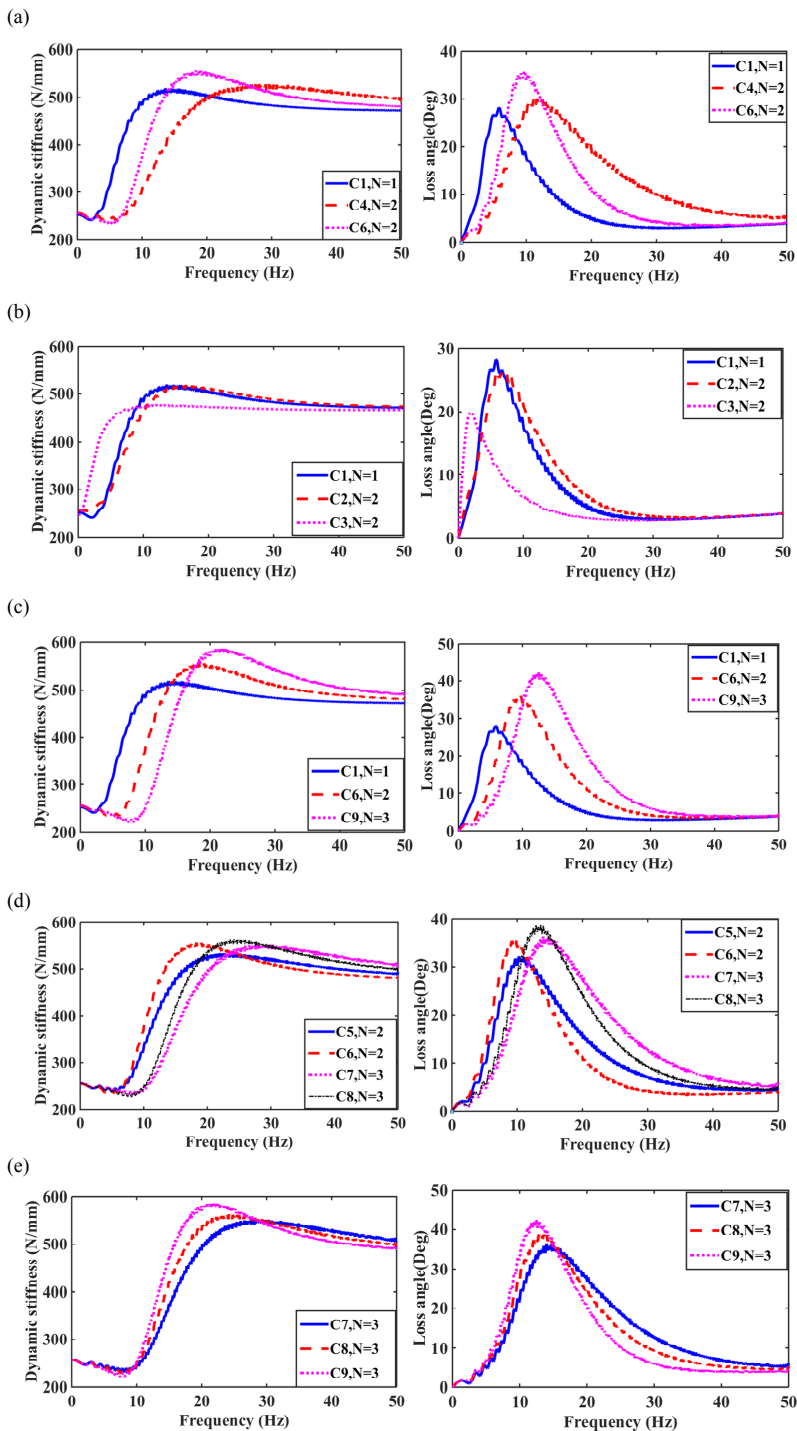 (a)
Dynamic stiffness (N/mm)
600
500
400
300
200
0 10 20 30 40 50
Frequency (Hz)
C1,N=1
C4,N=2
C6,N=2
Loss angle(Deg)
40
30
20
10
0
0 10 20 30 40 50
Frequency (Hz)
C1,N=1
C4,N=2
C6,N=2
(b)
Dynamic stiffness (N/mm)
600
500
400
300
200
0 10 20 30 40 50
Frequency (Hz)
C1,N=1
C2,N=2
C3,N=2
Loss angle(Deg)
30
20
10
0
0 10 20 30 40 50
Frequency (Hz)
C1,N=1
C2,N=2
C3,N=2
(c)
Dynamic stiffness (N/mm)
600
500
400
300
200
0 10 20 30 40 50
Frequency (Hz)
C1,N=1
C6,N=2
C9,N=3
Loss angle(Deg)
50
40
30
20
10
0
0 10 20 30 40 50
Frequency (Hz)
C1,N=1
C6,N=2
C9,N=3
(d)
Dynamic stiffness (N/mm)
600
500
400
300
200
0 10 20 30 40 50
Frequency (Hz)
C5,N=2
C6,N=2
C7,N=3
C8,N=3
Loss angle(Deg)
40
30
20
10
0
0 10 20 30 40 50
Frequency (Hz)
C5,N=2
C6,N=2
C7,N=3
C8,N=3
(e)
Dynamic stiffness (N/mm)
600
500
400
300
200
0 10 20 30 40 50
Frequency (Hz)
C7,N=3
C8,N=3
C9,N=3
Loss angle(Deg)
50
40
30
20
10
0
0 10 20 30 40 50
Frequency (Hz)
C7,N=3
C8,N=3
C9,N=3